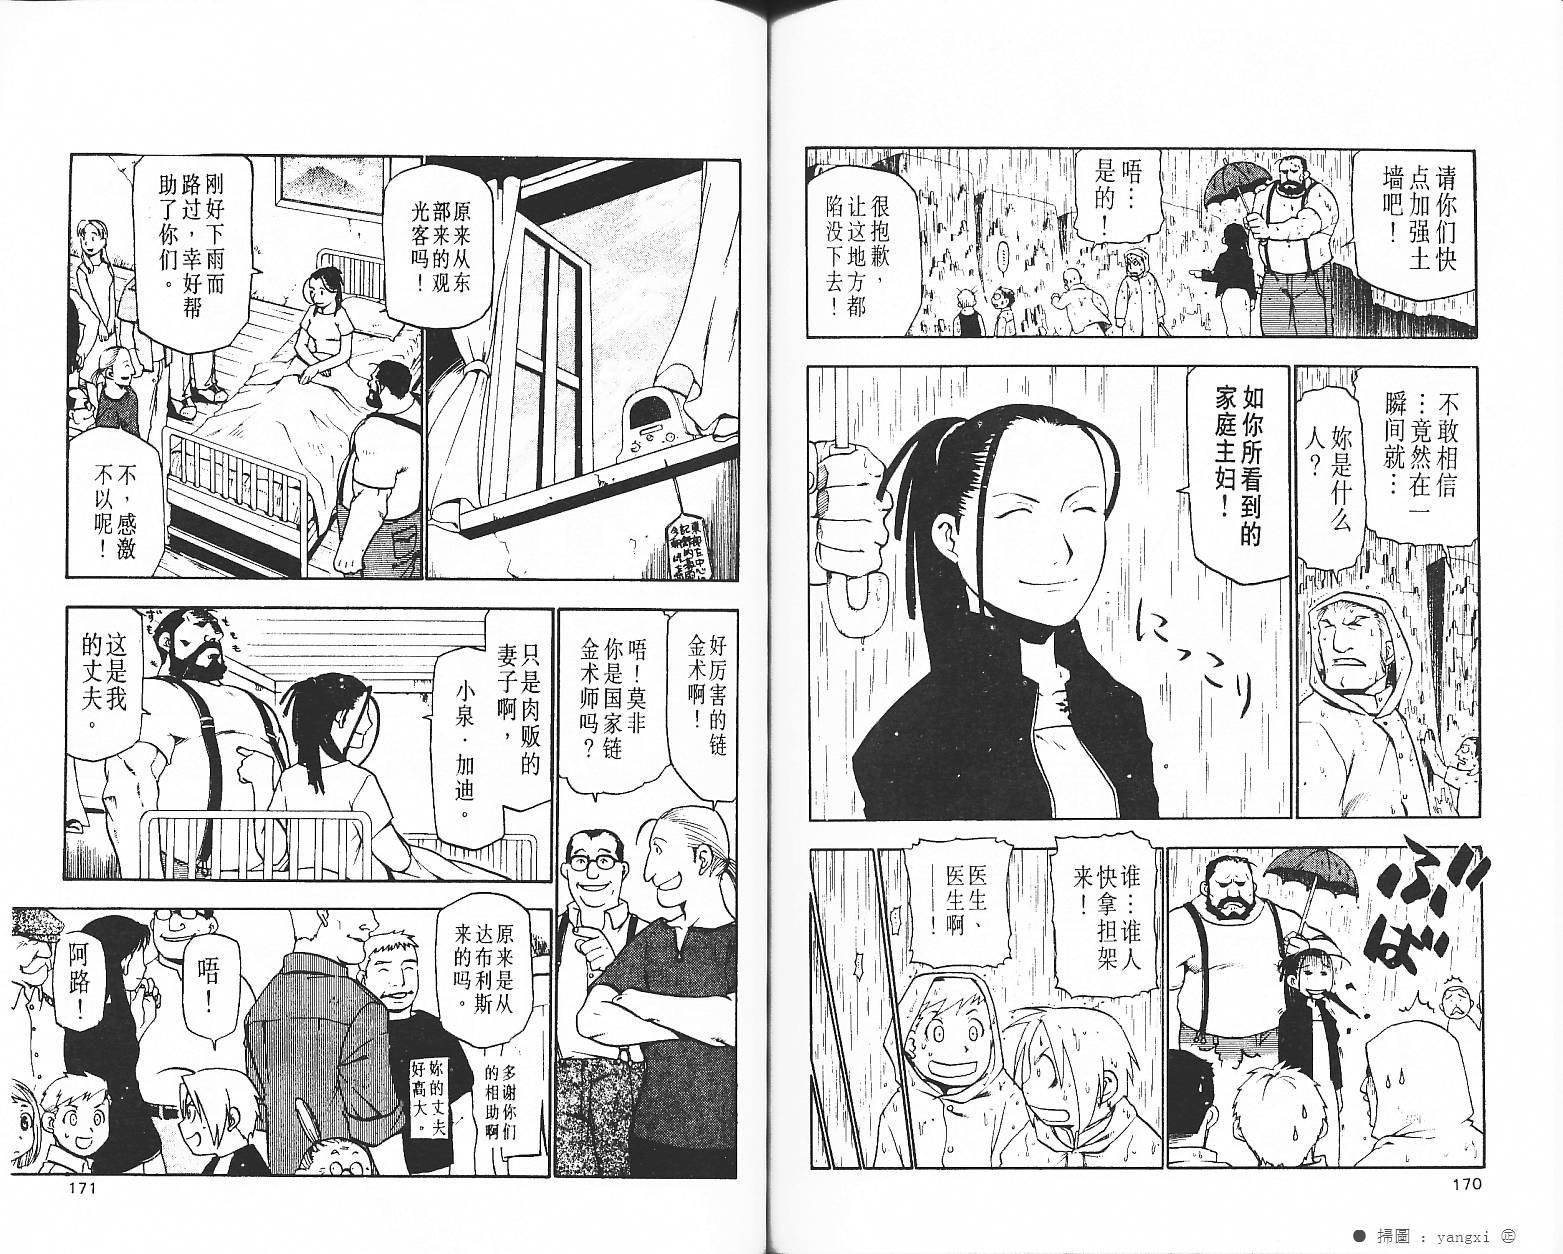 请你们快
点加强土
墙吧！
唔…
是的！
………
很抱歉，
让这地方都
陷没下去！
不敢相信
…竟然在一
瞬间就…
妳是什么
人？
如你所看到的
家庭主妇！
にっこり
ぶばっ
谁…谁人
快拿担架
来！
医生、
医生啊
——！
170
原来从东
部来的观
光客吗！
刚好下雨而
路过，幸好帮
助了你们。
不，感激
不以呢！
好厉害的链
金术啊！
唔！莫非
你是国家链
金术师吗？
只是肉贩的
妻子啊，
小泉·加迪。
这是我
的丈夫。
ずも
原来是从
达布利斯
来的吗。
多谢你们
的相助啊
妳的丈夫
好高大。
唔！
阿路！
171
● 掃圖 : yangxi ㊣